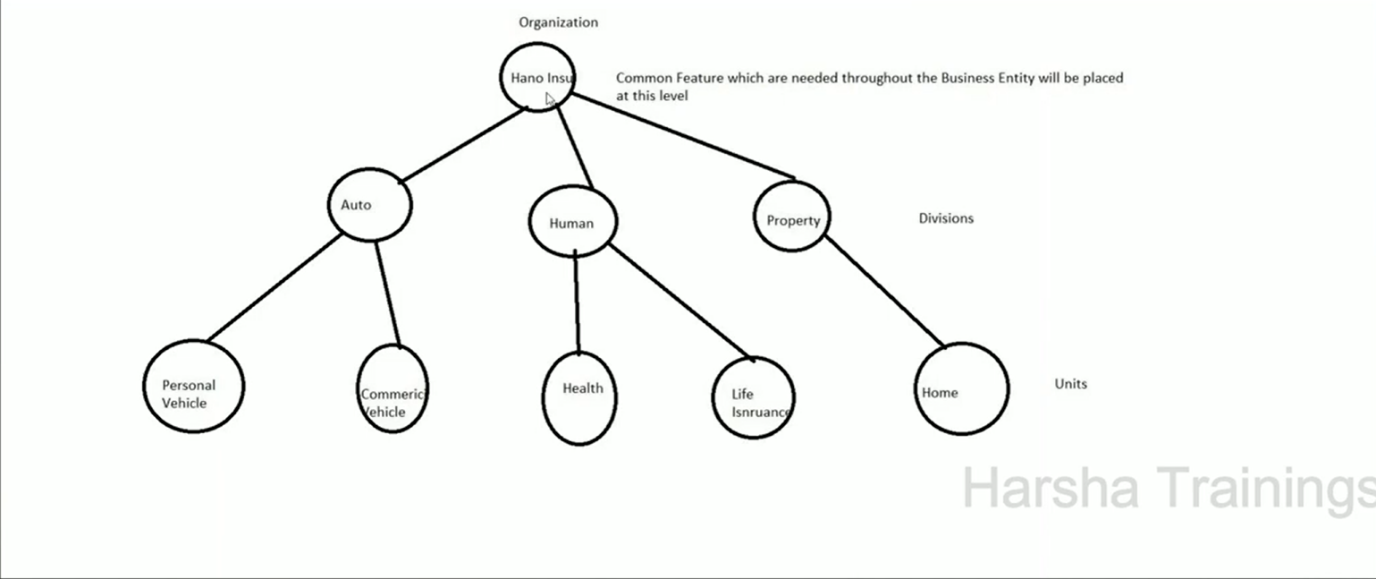 Organization
Hano Insu
Common Feature which are needed throughout the Business Entity will be placed
at this level
Auto
Human
Property
Divisions
Personal
Vehicle
Commeric
Vehicle
Health
Life
Isnruance
Home
Units
Harsha Trainings